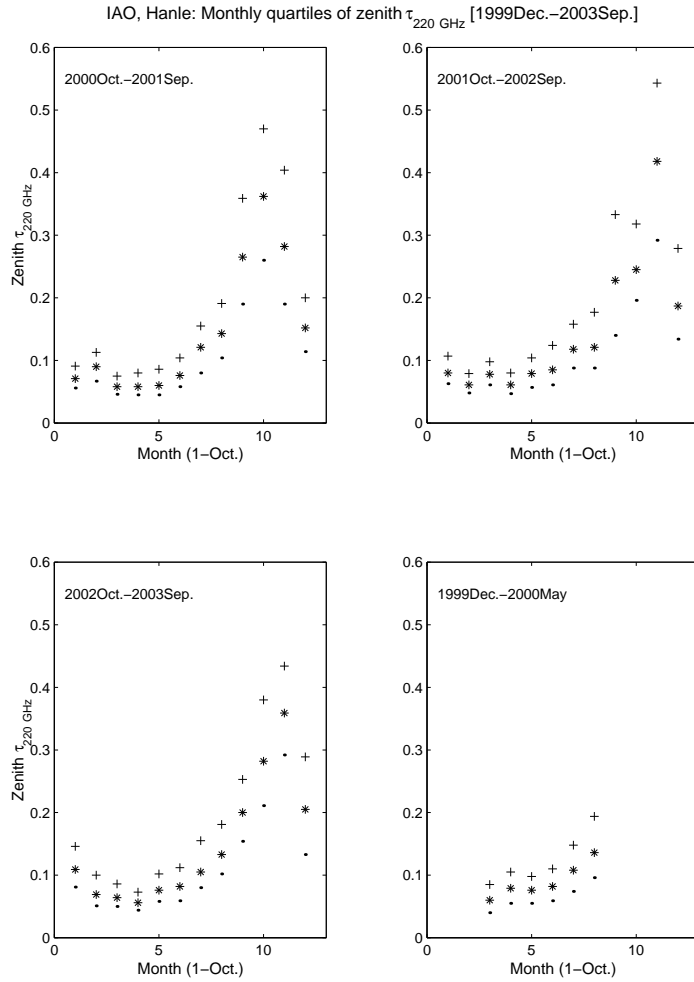 IAO, Hanle: Monthly quartiles of zenith τ220 GHz [1999Dec.−2003Sep.]
0.6
0.5
0.4
0.3
0.2
0.1
0
Zenith τ220 GHz
2000Oct.−2001Sep.
0 5 10
Month (1−Oct.)
0.6
0.5
0.4
0.3
0.2
0.1
0
2001Oct.−2002Sep.
0 5 10
Month (1−Oct.)
0.6
0.5
0.4
0.3
0.2
0.1
0
Zenith τ220 GHz
2002Oct.−2003Sep.
0 5 10
Month (1−Oct.)
0.6
0.5
0.4
0.3
0.2
0.1
0
1999Dec.−2000May
0 5 10
Month (1−Oct.)